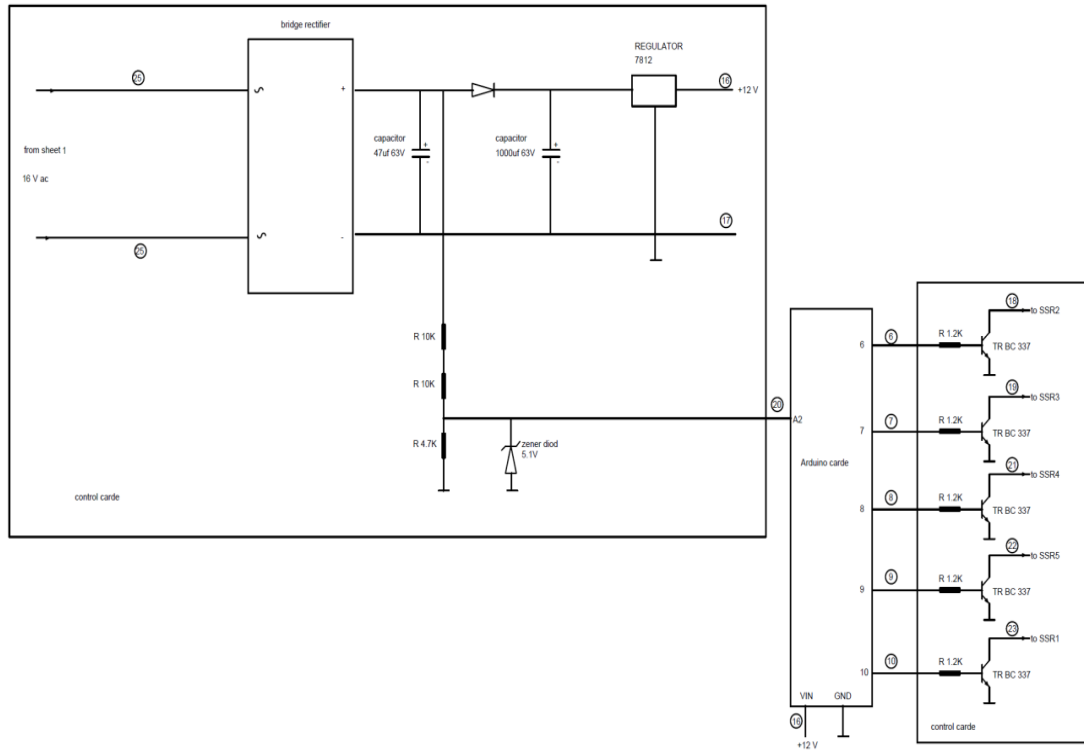 bridge rectifier
REGULATOR
7812
25
+
16
+12 V
capacitor
47uf 63V
+
-
capacitor
1000uf 63V
+
-
from sheet 1
16 V ac
25
-
17
R 10K
R 10K
R 4.7K
zener diod
5.1V
20
A2
control carde
Arduino carde
6
6
R 1.2K
18
to SSR2
TR BC 337
7
7
R 1.2K
19
to SSR3
TR BC 337
8
8
R 1.2K
21
to SSR4
TR BC 337
9
9
R 1.2K
22
to SSR5
TR BC 337
10
10
R 1.2K
23
to SSR1
TR BC 337
VIN
GND
16
+12 V
control carde